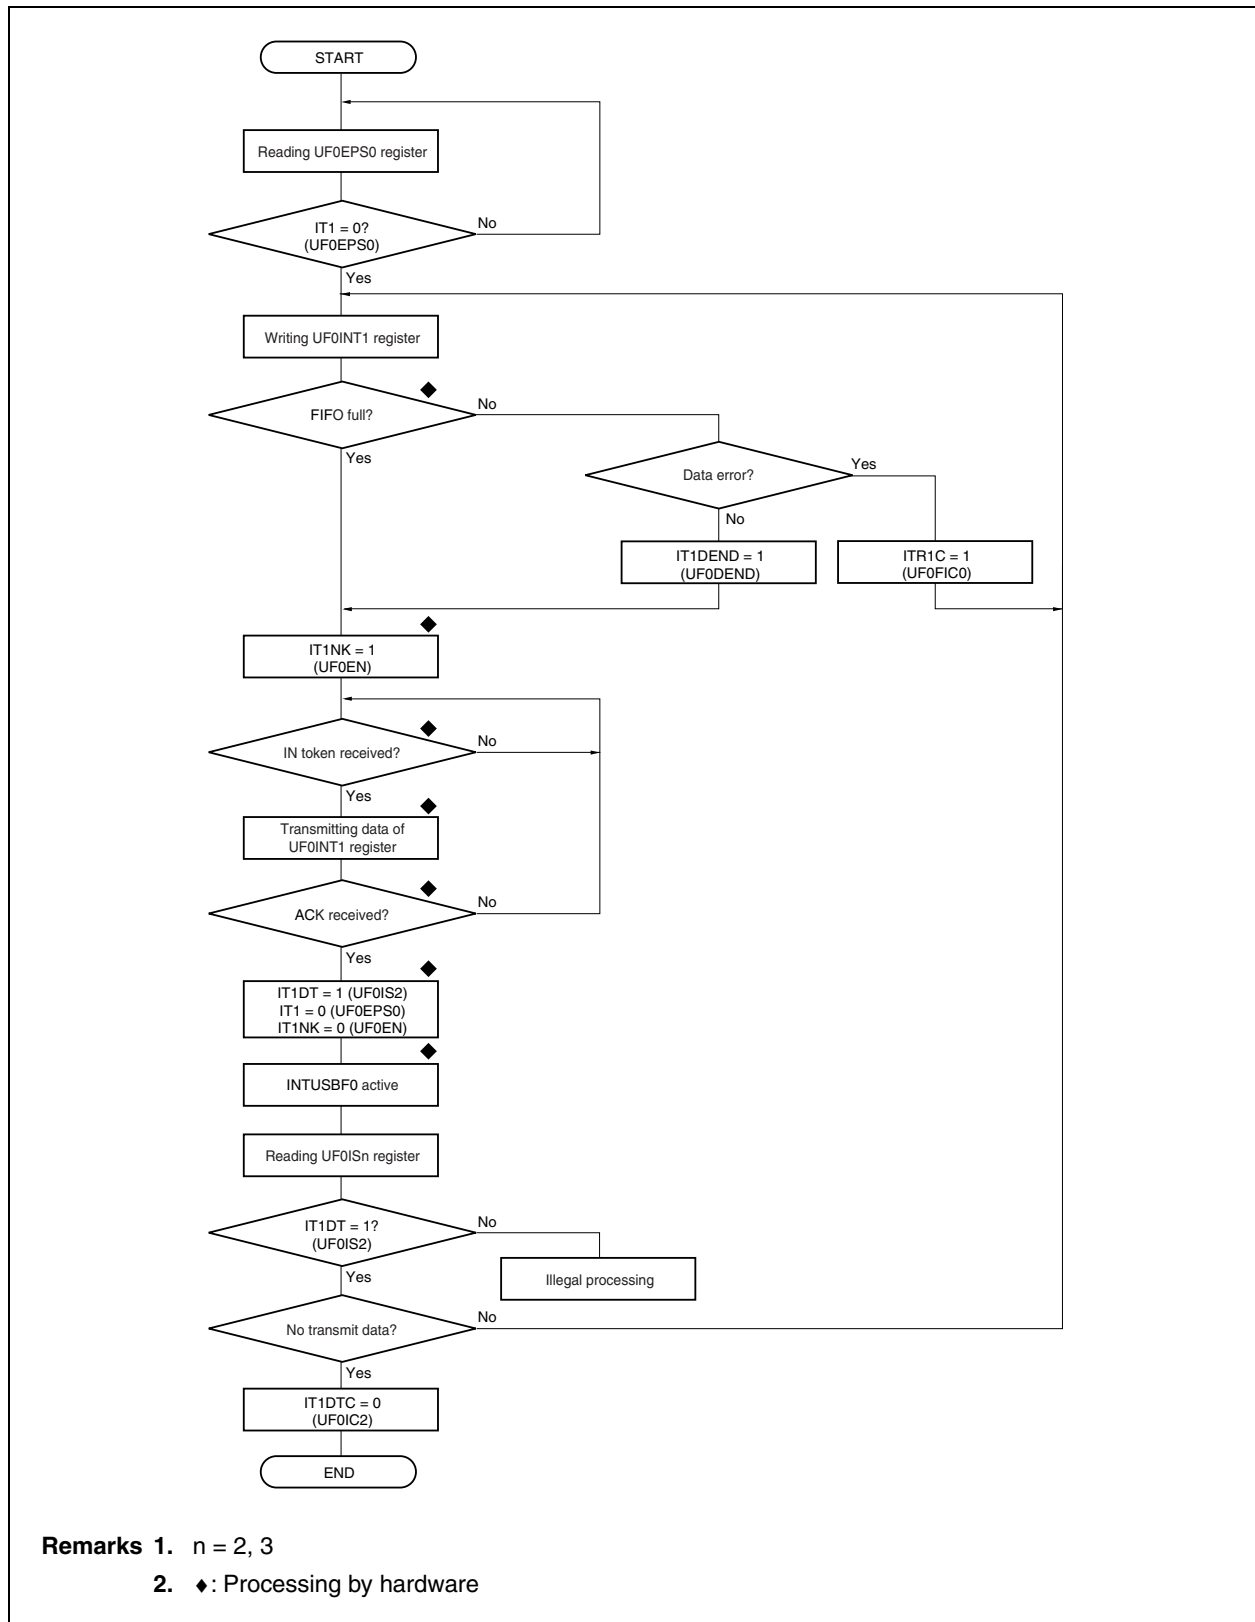 START
Reading UF0EPS0 register
IT1 = 0?
(UF0EPS0)
No
Yes
Writing UF0INT1 register
FIFO full?
No
Yes
Data error?
Yes
No
IT1DEND = 1
(UF0DEND)
ITR1C = 1
(UF0FIC0)
IT1NK = 1
(UF0EN)
IN token received?
No
Yes
Transmitting data of
UF0INT1 register
ACK received?
No
Yes
IT1DT = 1 (UF0IS2)
IT1 = 0 (UF0EPS0)
IT1NK = 0 (UF0EN)
INTUSBF0 active
Reading UF0ISn register
IT1DT = 1?
(UF0IS2)
No
Yes
Illegal processing
No transmit data?
No
Yes
IT1DTC = 0
(UF0IC2)
END
Remarks 1. n = 2, 3
2. ♦: Processing by hardware